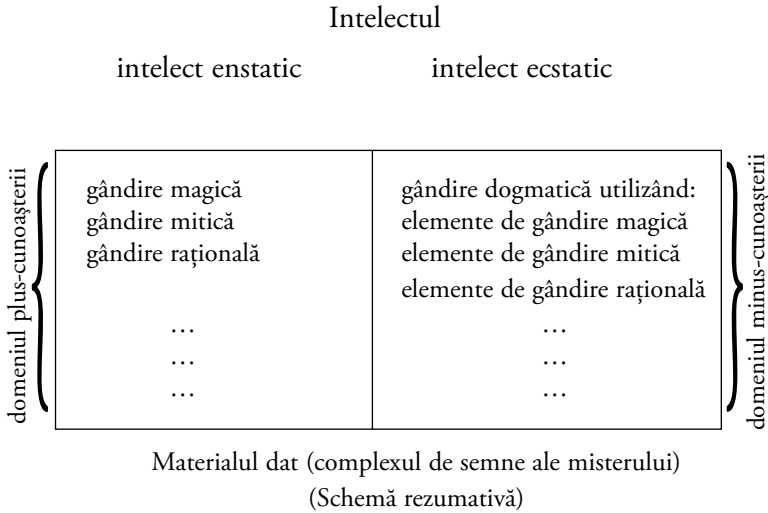 Intelectul
intelect enstatic
intelect ecstatic
domeniul plus-cunoașterii
gândire magică
gândire mitică
gândire rațională
…
…
…
gândire dogmatică utilizând:
elemente de gândire magică
elemente de gândire mitică
elemente de gândire rațională
…
…
…
domeniul minus-cunoașterii
Materialul dat (complexul de semne ale misterului)
(Schemă rezumativă)